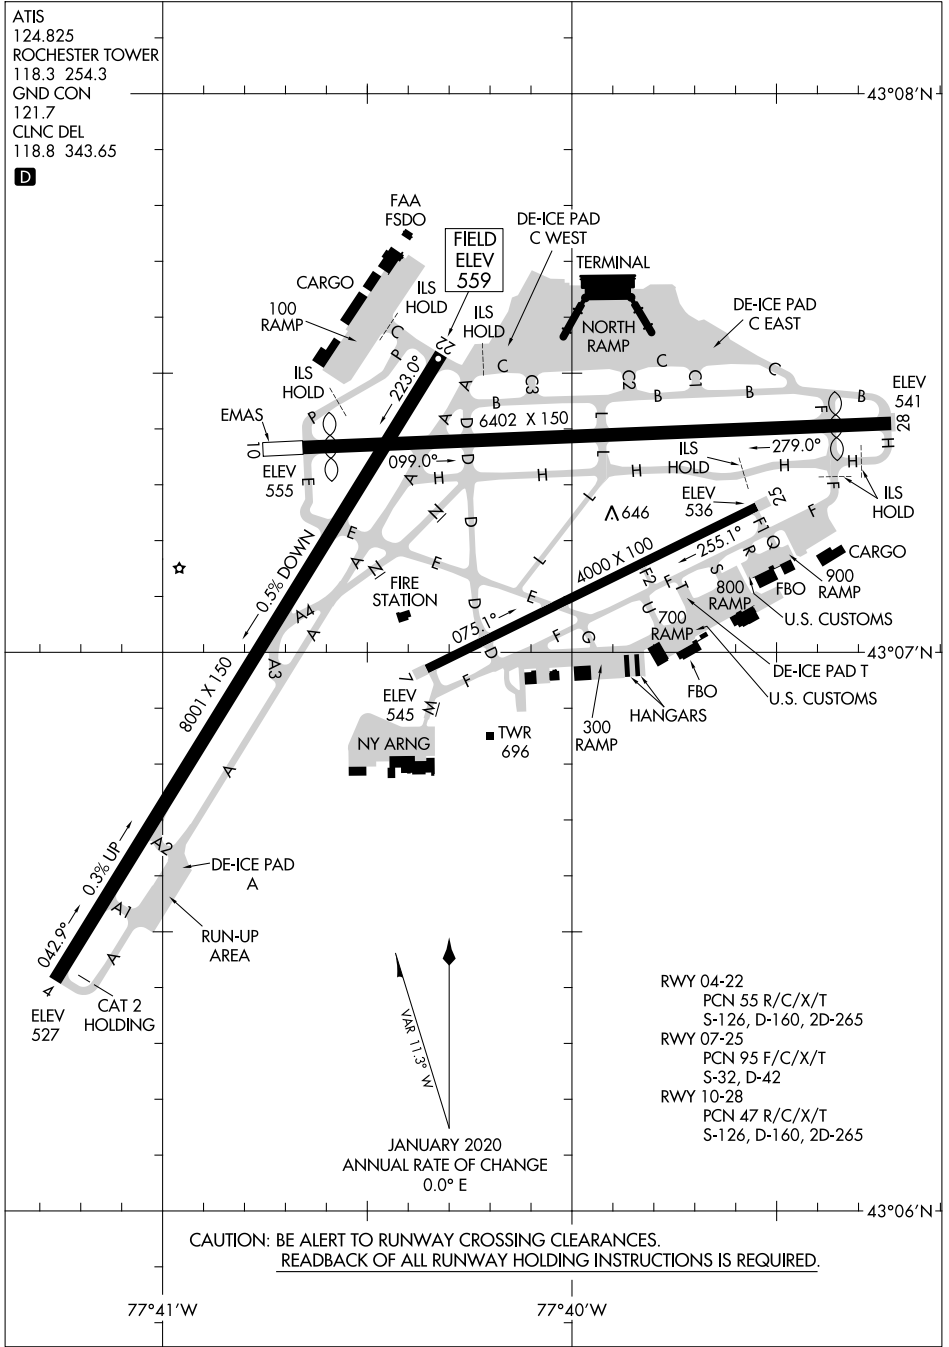 ATIS
124.825
ROCHESTER TOWER
118.3 254.3
GND CON
121.7
CLNC DEL
118.8 343.65
D
43°08'N
FAA
FSDO
FIELD
ELEV
559
DE-ICE PAD
C WEST
TERMINAL
CARGO
100
RAMP
ILS
HOLD
ILS
HOLD
NORTH
RAMP
DE-ICE PAD
C EAST
C
P
22
C
C3
C2
C
C1
C
ILS
HOLD
223.0°
A
B
B
B
B
ELEV
541
EMAS
P
A
D
6402 X 150
L
F
28
10
099.0°
D
L
279.0°
H
ELEV
555
E
A
H
H
H
H
H
ILS
HOLD
F
ILS
HOLD
N
D
L
646
ELEV
536
25
F
E
A
N
E
L
4000 X 100
255.1°
F1
Q
R
CARGO
0.5% DOWN
FIRE
STATION
E
F2
F
S
T
800
RAMP
FBO
900
RAMP
A4
A
D
075.1°
F
G
U
700
RAMP
U.S. CUSTOMS
43°07'N
A3
D
F
7
DE-ICE PAD T
8001 X 150
ELEV
545
W
FBO
U.S. CUSTOMS
HANGARS
300
RAMP
NY ARNG
TWR
696
A
A2
DE-ICE PAD
A
0.3% UP
A1
RUN-UP
AREA
042.9°
A
4
ELEV
527
CAT 2
HOLDING
VAR 11.3° W
RWY 04-22
PCN 55 R/C/X/T
S-126, D-160, 2D-265
RWY 07-25
PCN 95 F/C/X/T
S-32, D-42
RWY 10-28
PCN 47 R/C/X/T
S-126, D-160, 2D-265
JANUARY 2020
ANNUAL RATE OF CHANGE
0.0° E
43°06'N
CAUTION: BE ALERT TO RUNWAY CROSSING CLEARANCES.
READBACK OF ALL RUNWAY HOLDING INSTRUCTIONS IS REQUIRED.
77°41'W
77°40'W